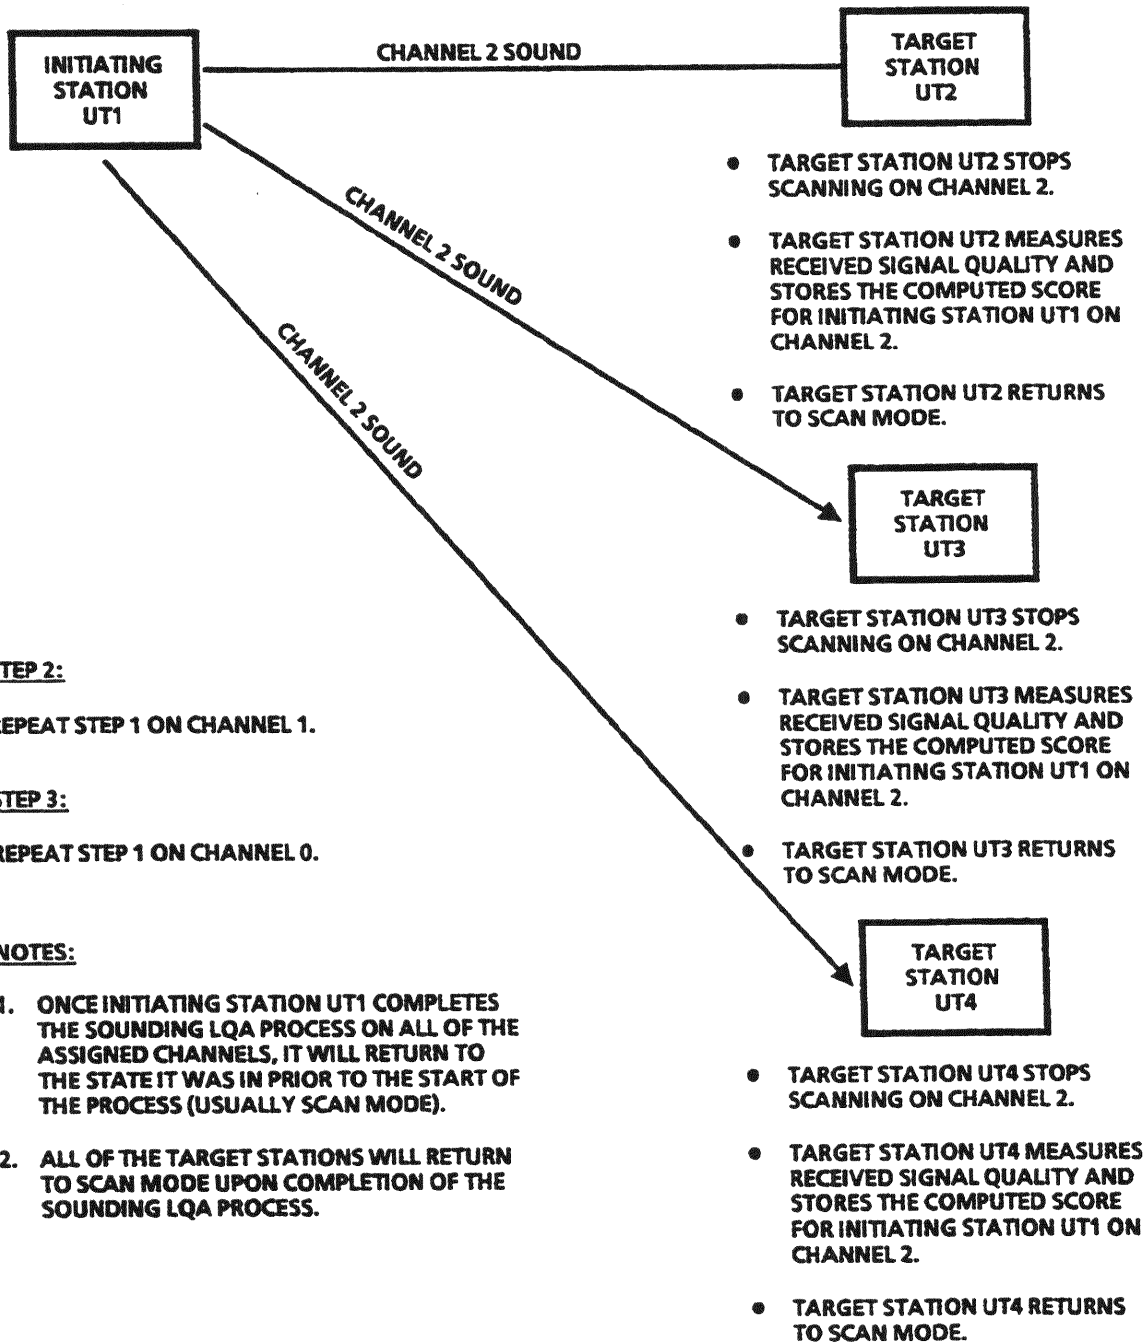 INITIATING
STATION
UT1
CHANNEL 2 SOUND
TARGET
STATION
UT2
• TARGET STATION UT2 STOPS
SCANNING ON CHANNEL 2.
• TARGET STATION UT2 MEASURES
RECEIVED SIGNAL QUALITY AND
STORES THE COMPUTED SCORE
FOR INITIATING STATION UT1 ON
CHANNEL 2.
• TARGET STATION UT2 RETURNS
TO SCAN MODE.
CHANNEL 2 SOUND
CHANNEL 2 SOUND
TARGET
STATION
UT3
• TARGET STATION UT3 STOPS
SCANNING ON CHANNEL 2.
• TARGET STATION UT3 MEASURES
RECEIVED SIGNAL QUALITY AND
STORES THE COMPUTED SCORE
FOR INITIATING STATION UT1 ON
CHANNEL 2.
• TARGET STATION UT3 RETURNS
TO SCAN MODE.
TEP 2:
EPEAT STEP 1 ON CHANNEL 1.
STEP 3:
REPEAT STEP 1 ON CHANNEL 0.
NOTES:
1. ONCE INITIATING STATION UT1 COMPLETES
THE SOUNDING LQA PROCESS ON ALL OF THE
ASSIGNED CHANNELS, IT WILL RETURN TO
THE STATE IT WAS IN PRIOR TO THE START OF
THE PROCESS (USUALLY SCAN MODE).
2. ALL OF THE TARGET STATIONS WILL RETURN
TO SCAN MODE UPON COMPLETION OF THE
SOUNDING LQA PROCESS.
TARGET
STATION
UT4
• TARGET STATION UT4 STOPS
SCANNING ON CHANNEL 2.
• TARGET STATION UT4 MEASURES
RECEIVED SIGNAL QUALITY AND
STORES THE COMPUTED SCORE
FOR INITIATING STATION UT1 ON
CHANNEL 2.
• TARGET STATION UT4 RETURNS
TO SCAN MODE.